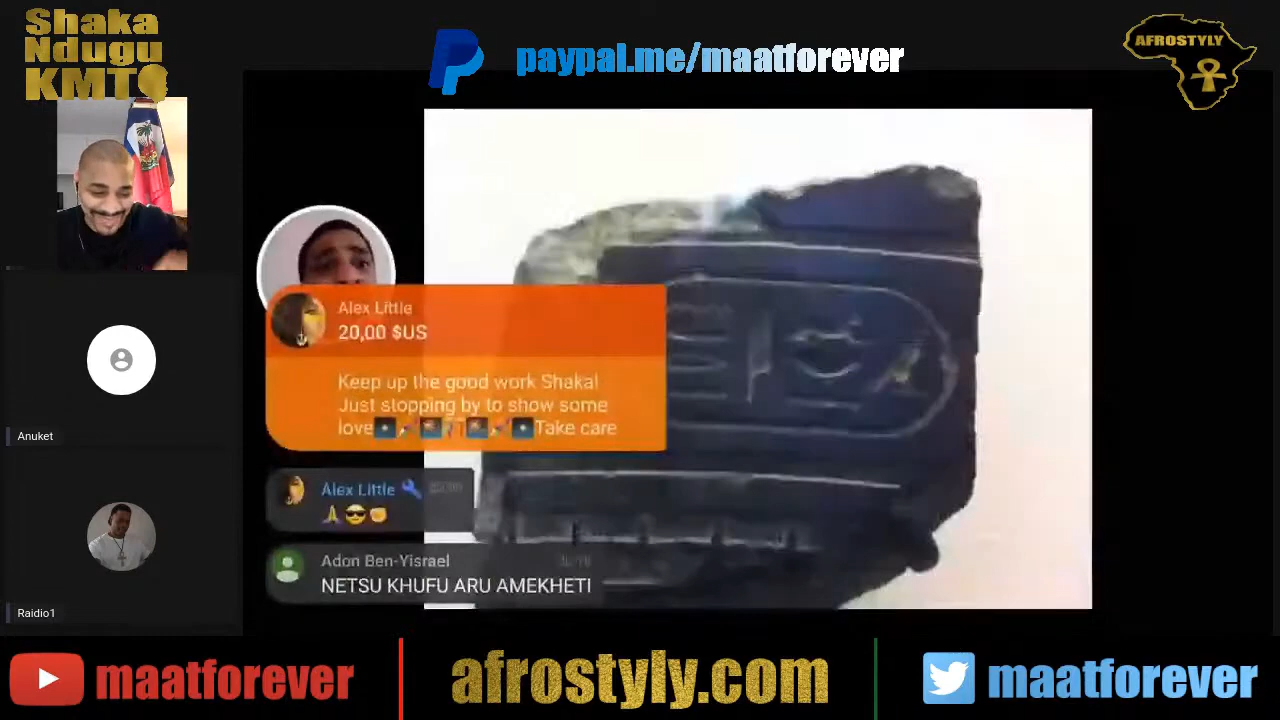 Shaka
Ndugu
KMT
paypal.me/maatforever
AFROSTYLY
Alex Little
20,00 $US
Keep up the good work Shaka!
Just stopping by to show some
love Take care
Alex Little
🙏😎✊
Adon Ben-Yisrael
NETSU KHUFU ARU AMEKHETI
Anuket
Raidio1
maatforever
afrostyly.com
maatforever